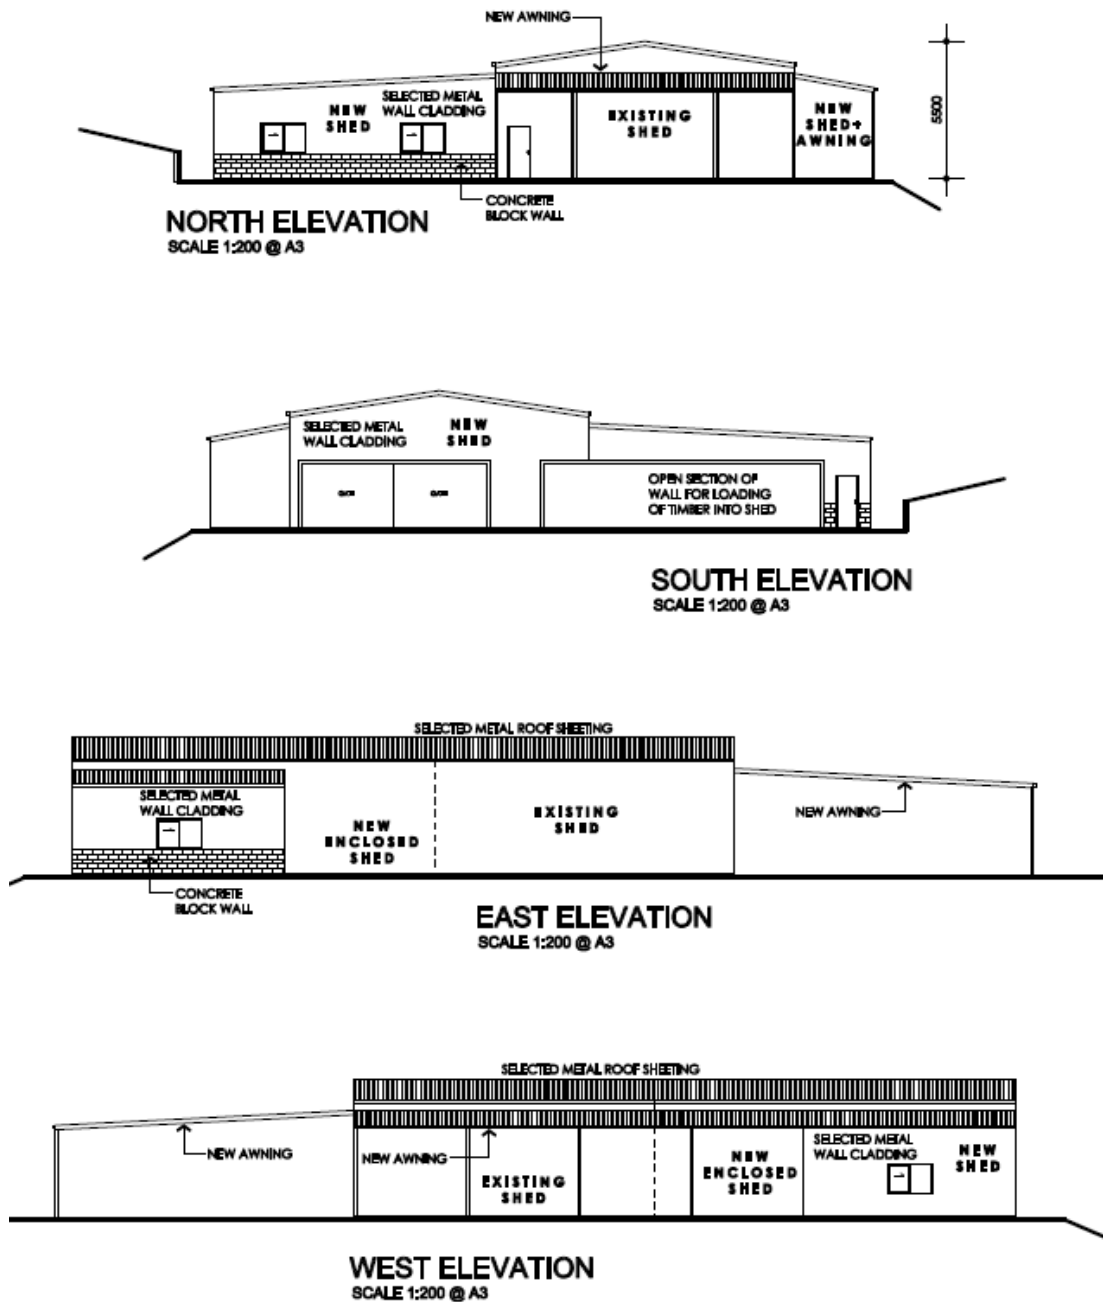 NEW AWNING
SELECTED METAL
WALL CLADDING
NEW
SHED
EXISTING
SHED
NEW
SHED+
AWNING
5500
CONCRETE
BLOCK WALL
NORTH ELEVATION
SCALE 1:200 @ A3
SELECTED METAL
WALL CLADDING
NEW
SHED
OPEN SECTION OF
WALL FOR LOADING
OF TIMBER INTO SHED
SOUTH ELEVATION
SCALE 1:200 @ A3
SELECTED METAL ROOF SHEETING
SELECTED METAL
WALL CLADDING
NEW
ENCLOSED
SHED
EXISTING
SHED
NEW AWNING
CONCRETE
BLOCK WALL
EAST ELEVATION
SCALE 1:200 @ A3
SELECTED METAL ROOF SHEETING
NEW AWNING
NEW AWNING
EXISTING
SHED
NEW
ENCLOSED
SHED
SELECTED METAL
WALL CLADDING
NEW
SHED
WEST ELEVATION
SCALE 1:200 @ A3